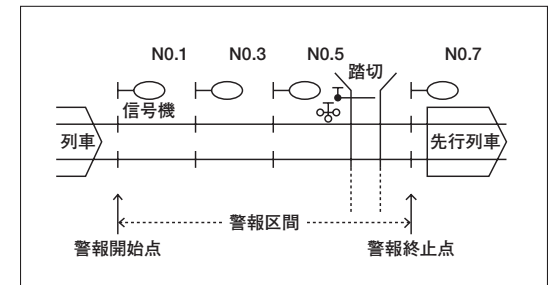 N0.1 N0.3 N0.5 N0.7
踏切
信号機
列車 先行列車
警報区間
警報開始点 警報終止点